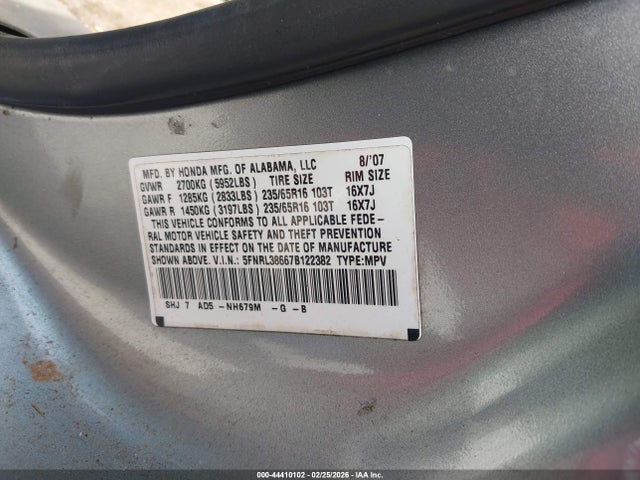 MFD. BY HONDA MFG. OF ALABAMA, LLC 8/'07
GVWR 2700KG (5952LBS) TIRE SIZE RIM SIZE
GAWR F 1285KG (2833LBS) 235/65R16 103T 16X7J
GAWR R 1450KG (3197LBS) 235/65R16 103T 16X7J
THIS VEHICLE CONFORMS TO ALL APPLICABLE FEDE-
RAL MOTOR VEHICLE SAFETY AND THEFT PREVENTION
STANDARDS IN EFFECT ON THE DATE OF MANUFACTURE
SHOWN ABOVE. V.I.N.: 5FNRL38667B122382 TYPE:MPV
SHJ 7 AD5 -NH679M -G -B
000-44410102 - 02/25/2026 - IAA Inc.